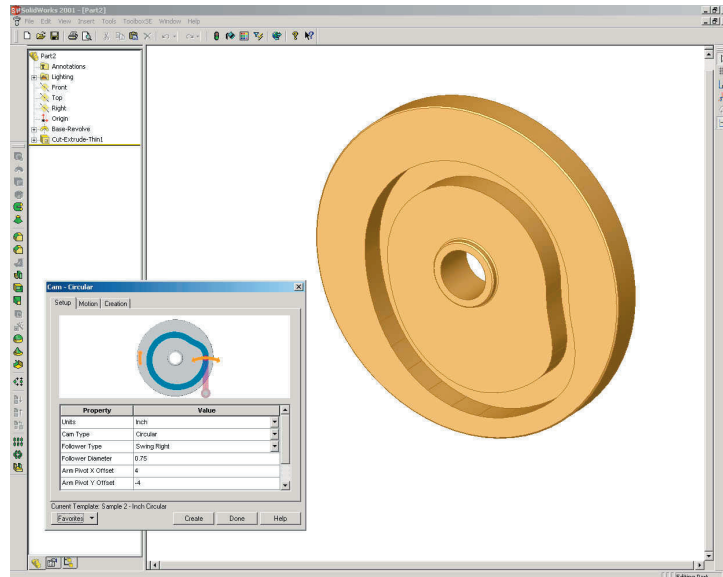 SolidWorks 2001 - [Part2]
File Edit View Insert Tools ToolboxSE Window Help
Part2
Annotations
Lighting
Front
Top
Right
Origin
Base-Revolve
Cut-Extrude-Thin1
Cam - Circular
Setup Motion Creation
Property Value
Units Inch
Cam Type Circular
Follower Type Swing Right
Follower Diameter 0.75
Arm Pivot X Offset 4
Arm Pivot Y Offset -4
Current Template: Sample 2 - Inch Circular
Favorites Create Done Help
Editing Part